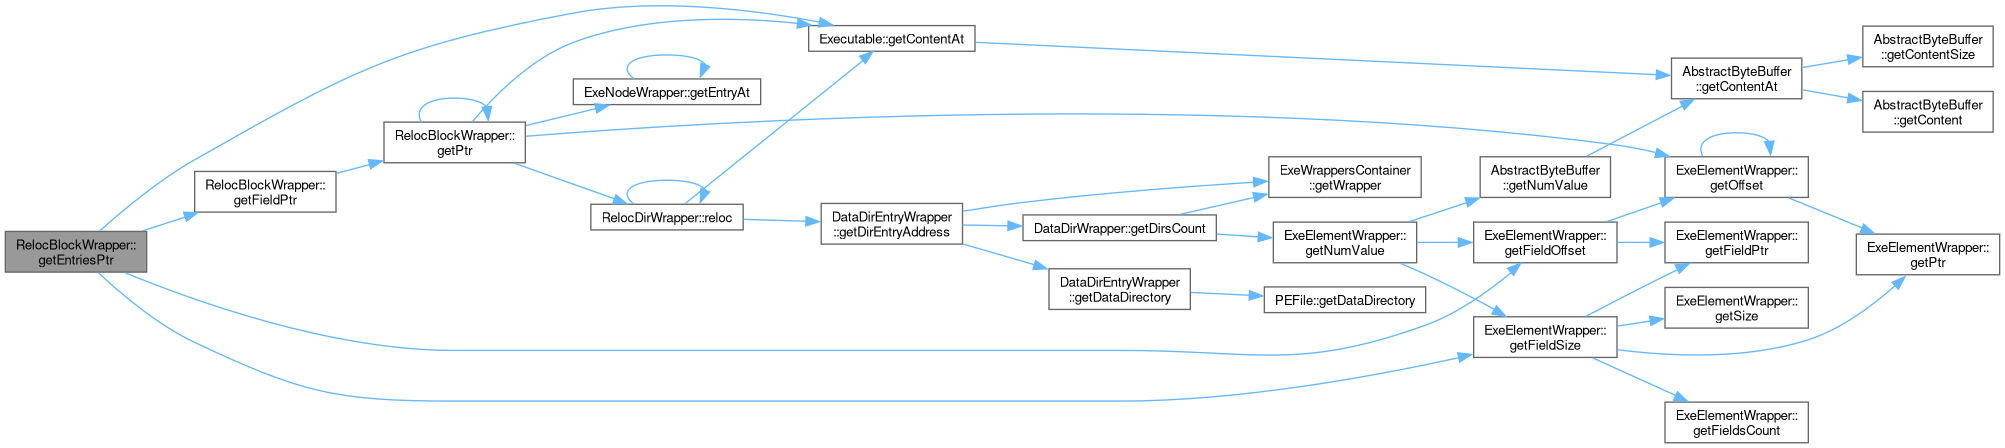 RelocBlockWrapper::
getEntriesPtr
RelocBlockWrapper::
getFieldPtr
RelocBlockWrapper::
getPtr
ExeNodeWrapper::getEntryAt
RelocDirWrapper::reloc
Executable::getContentAt
DataDirEntryWrapper
::getDirEntryAddress
DataDirWrapper::getDirsCount
DataDirEntryWrapper
::getDataDirectory
ExeWrappersContainer
::getWrapper
ExeElementWrapper::
getNumValue
PEFile::getDataDirectory
AbstractByteBuffer
::getNumValue
ExeElementWrapper::
getFieldOffset
ExeElementWrapper::
getFieldSize
AbstractByteBuffer
::getContentAt
ExeElementWrapper::
getOffset
ExeElementWrapper::
getFieldPtr
ExeElementWrapper::
getSize
ExeElementWrapper::
getFieldsCount
AbstractByteBuffer
::getContentSize
AbstractByteBuffer
::getContent
ExeElementWrapper::
getPtr